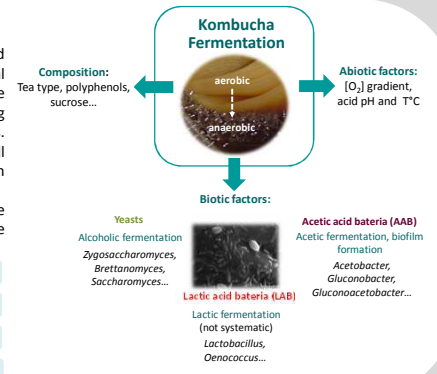 Kombucha
Fermentation
aerobic
anaerobic
Composition:
Tea type, polyphenols,
sucrose...
Abiotic factors:
[O₂] gradient,
acid pH and T°C
Biotic factors:
Yeasts
Alcoholic fermentation
Zygosaccharomyces,
Brettanomyces,
Saccharomyces...
Lactic acid bateria (LAB)
Lactic fermentation
(not systematic)
Lactobacillus,
Oenococcus...
Acetic acid bateria (AAB)
Acetic fermentation, biofilm
formation
Acetobacter,
Gluconobacter,
Gluconoacetobacter...